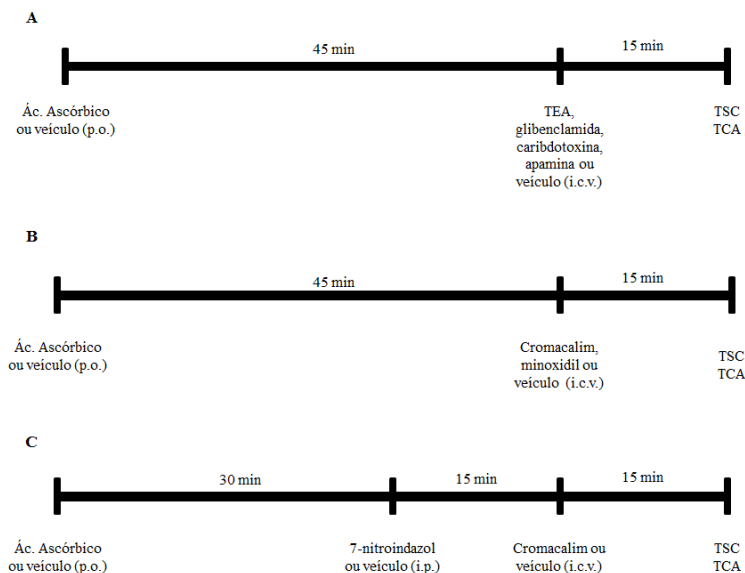 A
45 min
15 min
Ác. Ascórbico
ou veículo (p.o.)
TEA,
glibenclamida,
caribdotoxina,
apamina ou
veículo (i.c.v.)
TSC
TCA
B
45 min
15 min
Ác. Ascórbico
ou veículo (p.o.)
Cromacalim,
minoxidil ou
veículo (i.c.v.)
TSC
TCA
C
30 min
15 min
15 min
Ác. Ascórbico
ou veículo (p.o.)
7-nitroindazol
ou veículo (i.p.)
Cromacalim ou
veículo (i.c.v.)
TSC
TCA